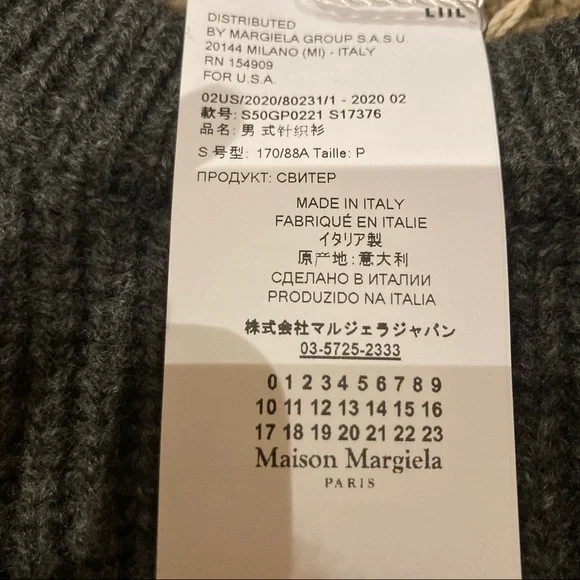 DISTRIBUTED
BY MARGIELA GROUP S.A.S.U.
20144 MILANO (MI) - ITALY
RN 154909
FOR U.S.A.
02US/2020/80231/1 - 2020 02
款号: S50GP0221 S17376
品名: 男 式针织衫
S 号型: 170/88A Taille: P
ПРОДУКТ: СВИТЕР
MADE IN ITALY
FABRIQUÉ EN ITALIE
イタリア製
原产地: 意大利
СДЕЛАНО В ИТАЛИИ
PRODUZIDO NA ITALIA
株式会社マルジェラジャパン
03-5725-2333
0 1 2 3 4 5 6 7 8 9
10 11 12 13 14 15 16
17 18 19 20 21 22 23
Maison Margiela
PARIS